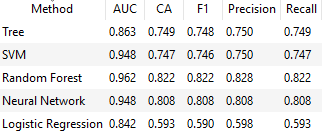 Method AUC CA F1 Precision Recall
Tree 0.863 0.749 0.748 0.750 0.749
SVM 0.948 0.747 0.746 0.750 0.747
Random Forest 0.962 0.822 0.822 0.828 0.822
Neural Network 0.948 0.808 0.808 0.808 0.808
Logistic Regression 0.842 0.593 0.590 0.598 0.593